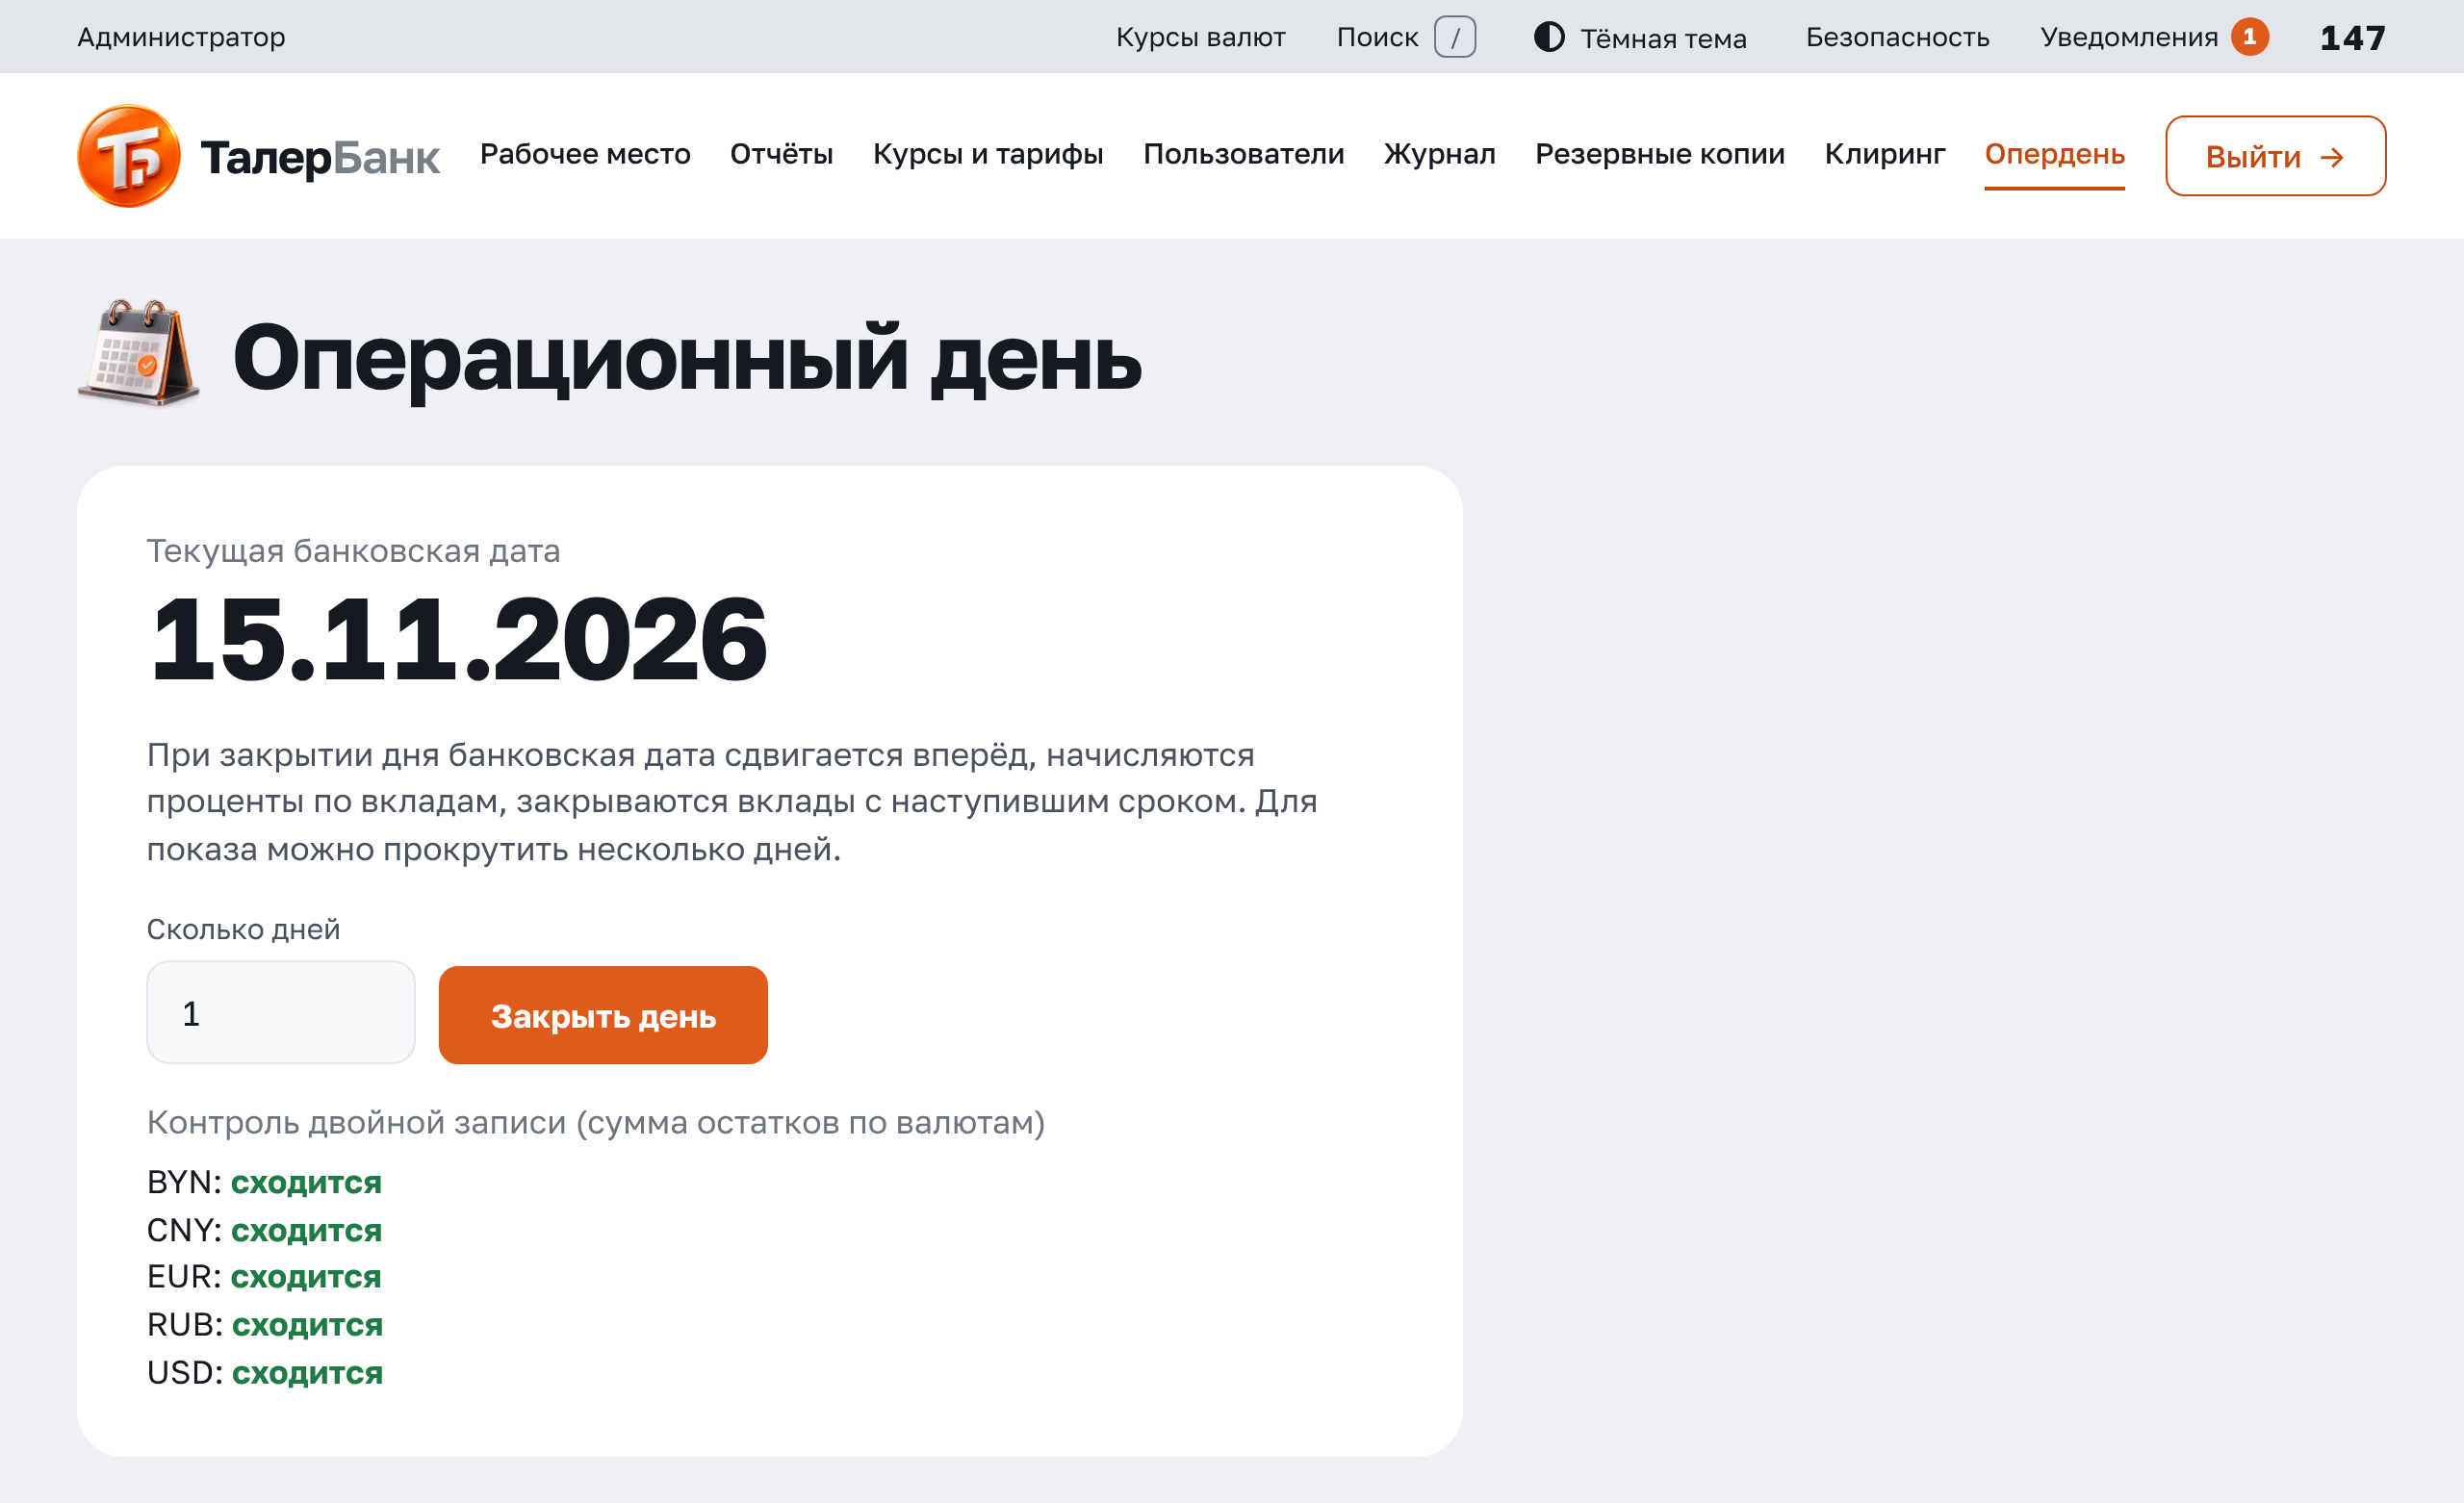 Администратор
Курсы валют
Поиск /
Тёмная тема
Безопасность
Уведомления 1
147
ТалерБанк
Рабочее место
Отчёты
Курсы и тарифы
Пользователи
Журнал
Резервные копии
Клиринг
Опердень
Выйти →
Операционный день
Текущая банковская дата
15.11.2026
При закрытии дня банковская дата сдвигается вперёд, начисляются
проценты по вкладам, закрываются вклады с наступившим сроком. Для
показа можно прокрутить несколько дней.
Сколько дней
1
Закрыть день
Контроль двойной записи (сумма остатков по валютам)
BYN: сходится
CNY: сходится
EUR: сходится
RUB: сходится
USD: сходится